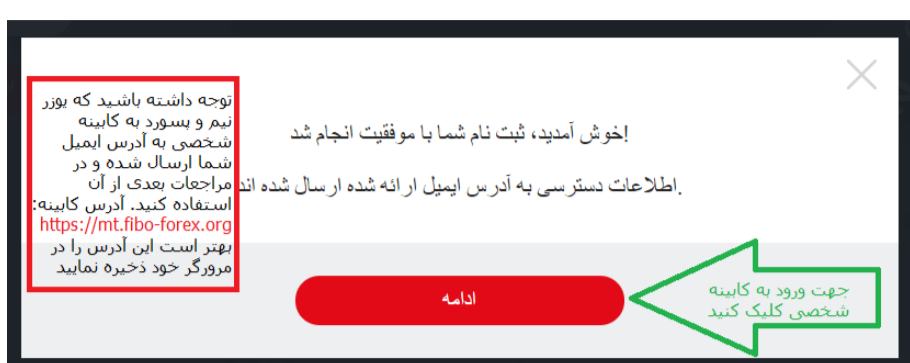 توجه داشته باشید که یوزر
نیم و پسورد به کابینه
شخصی به آدرس ایمیل
شما ارسال شده و در
مراجعات بعدی از آن
استفاده کنید. آدرس کابینه:
https://mt.fibo-forex.org
بهتر است این آدرس را در
مرورگر خود ذخیره نمایید
!خوش آمدید، ثبت نام شما با موفقیت انجام شد
.اطلاعات دسترسی به آدرس ایمیل ارائه شده ارسال شده اند
ادامه
جهت ورود به کابینه
شخصی کلیک کنید